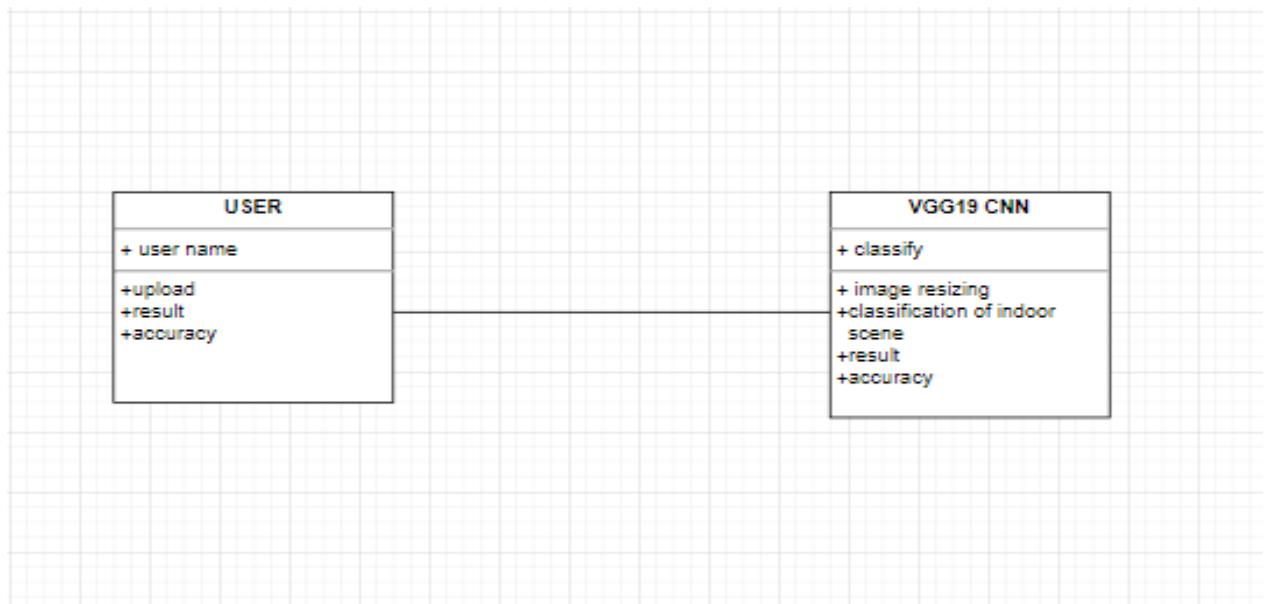 USER
+ user name
+upload
+result
+accuracy
VGG19 CNN
+ classify
+ image resizing
+classification of indoor
scene
+result
+accuracy